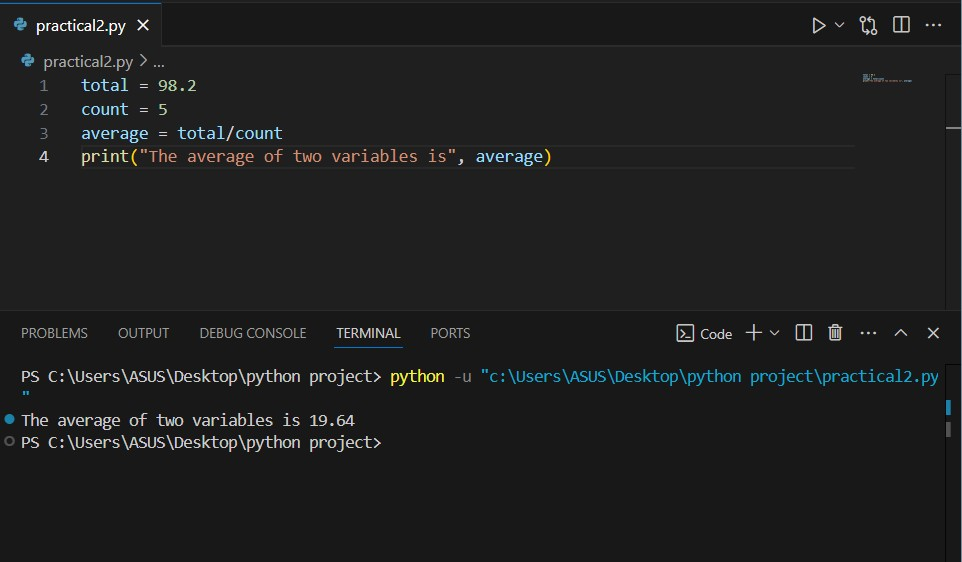 practical2.py
practical2.py > ...
1 total = 98.2
2 count = 5
3 average = total/count
4 print("The average of two variables is", average)
PROBLEMS OUTPUT DEBUG CONSOLE TERMINAL PORTS Code
PS C:\Users\ASUS\Desktop\python project> python -u "c:\Users\ASUS\Desktop\python project\practical2.py
"
The average of two variables is 19.64
PS C:\Users\ASUS\Desktop\python project>